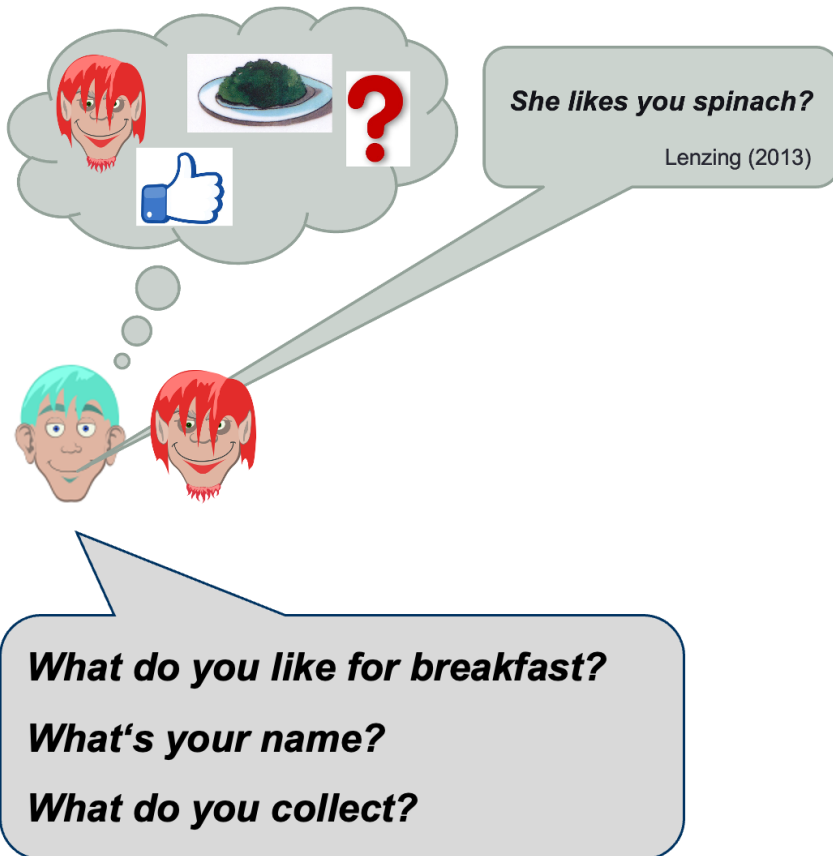 She likes you spinach?
Lenzing (2013)
What do you like for breakfast?
What‘s your name?
What do you collect?